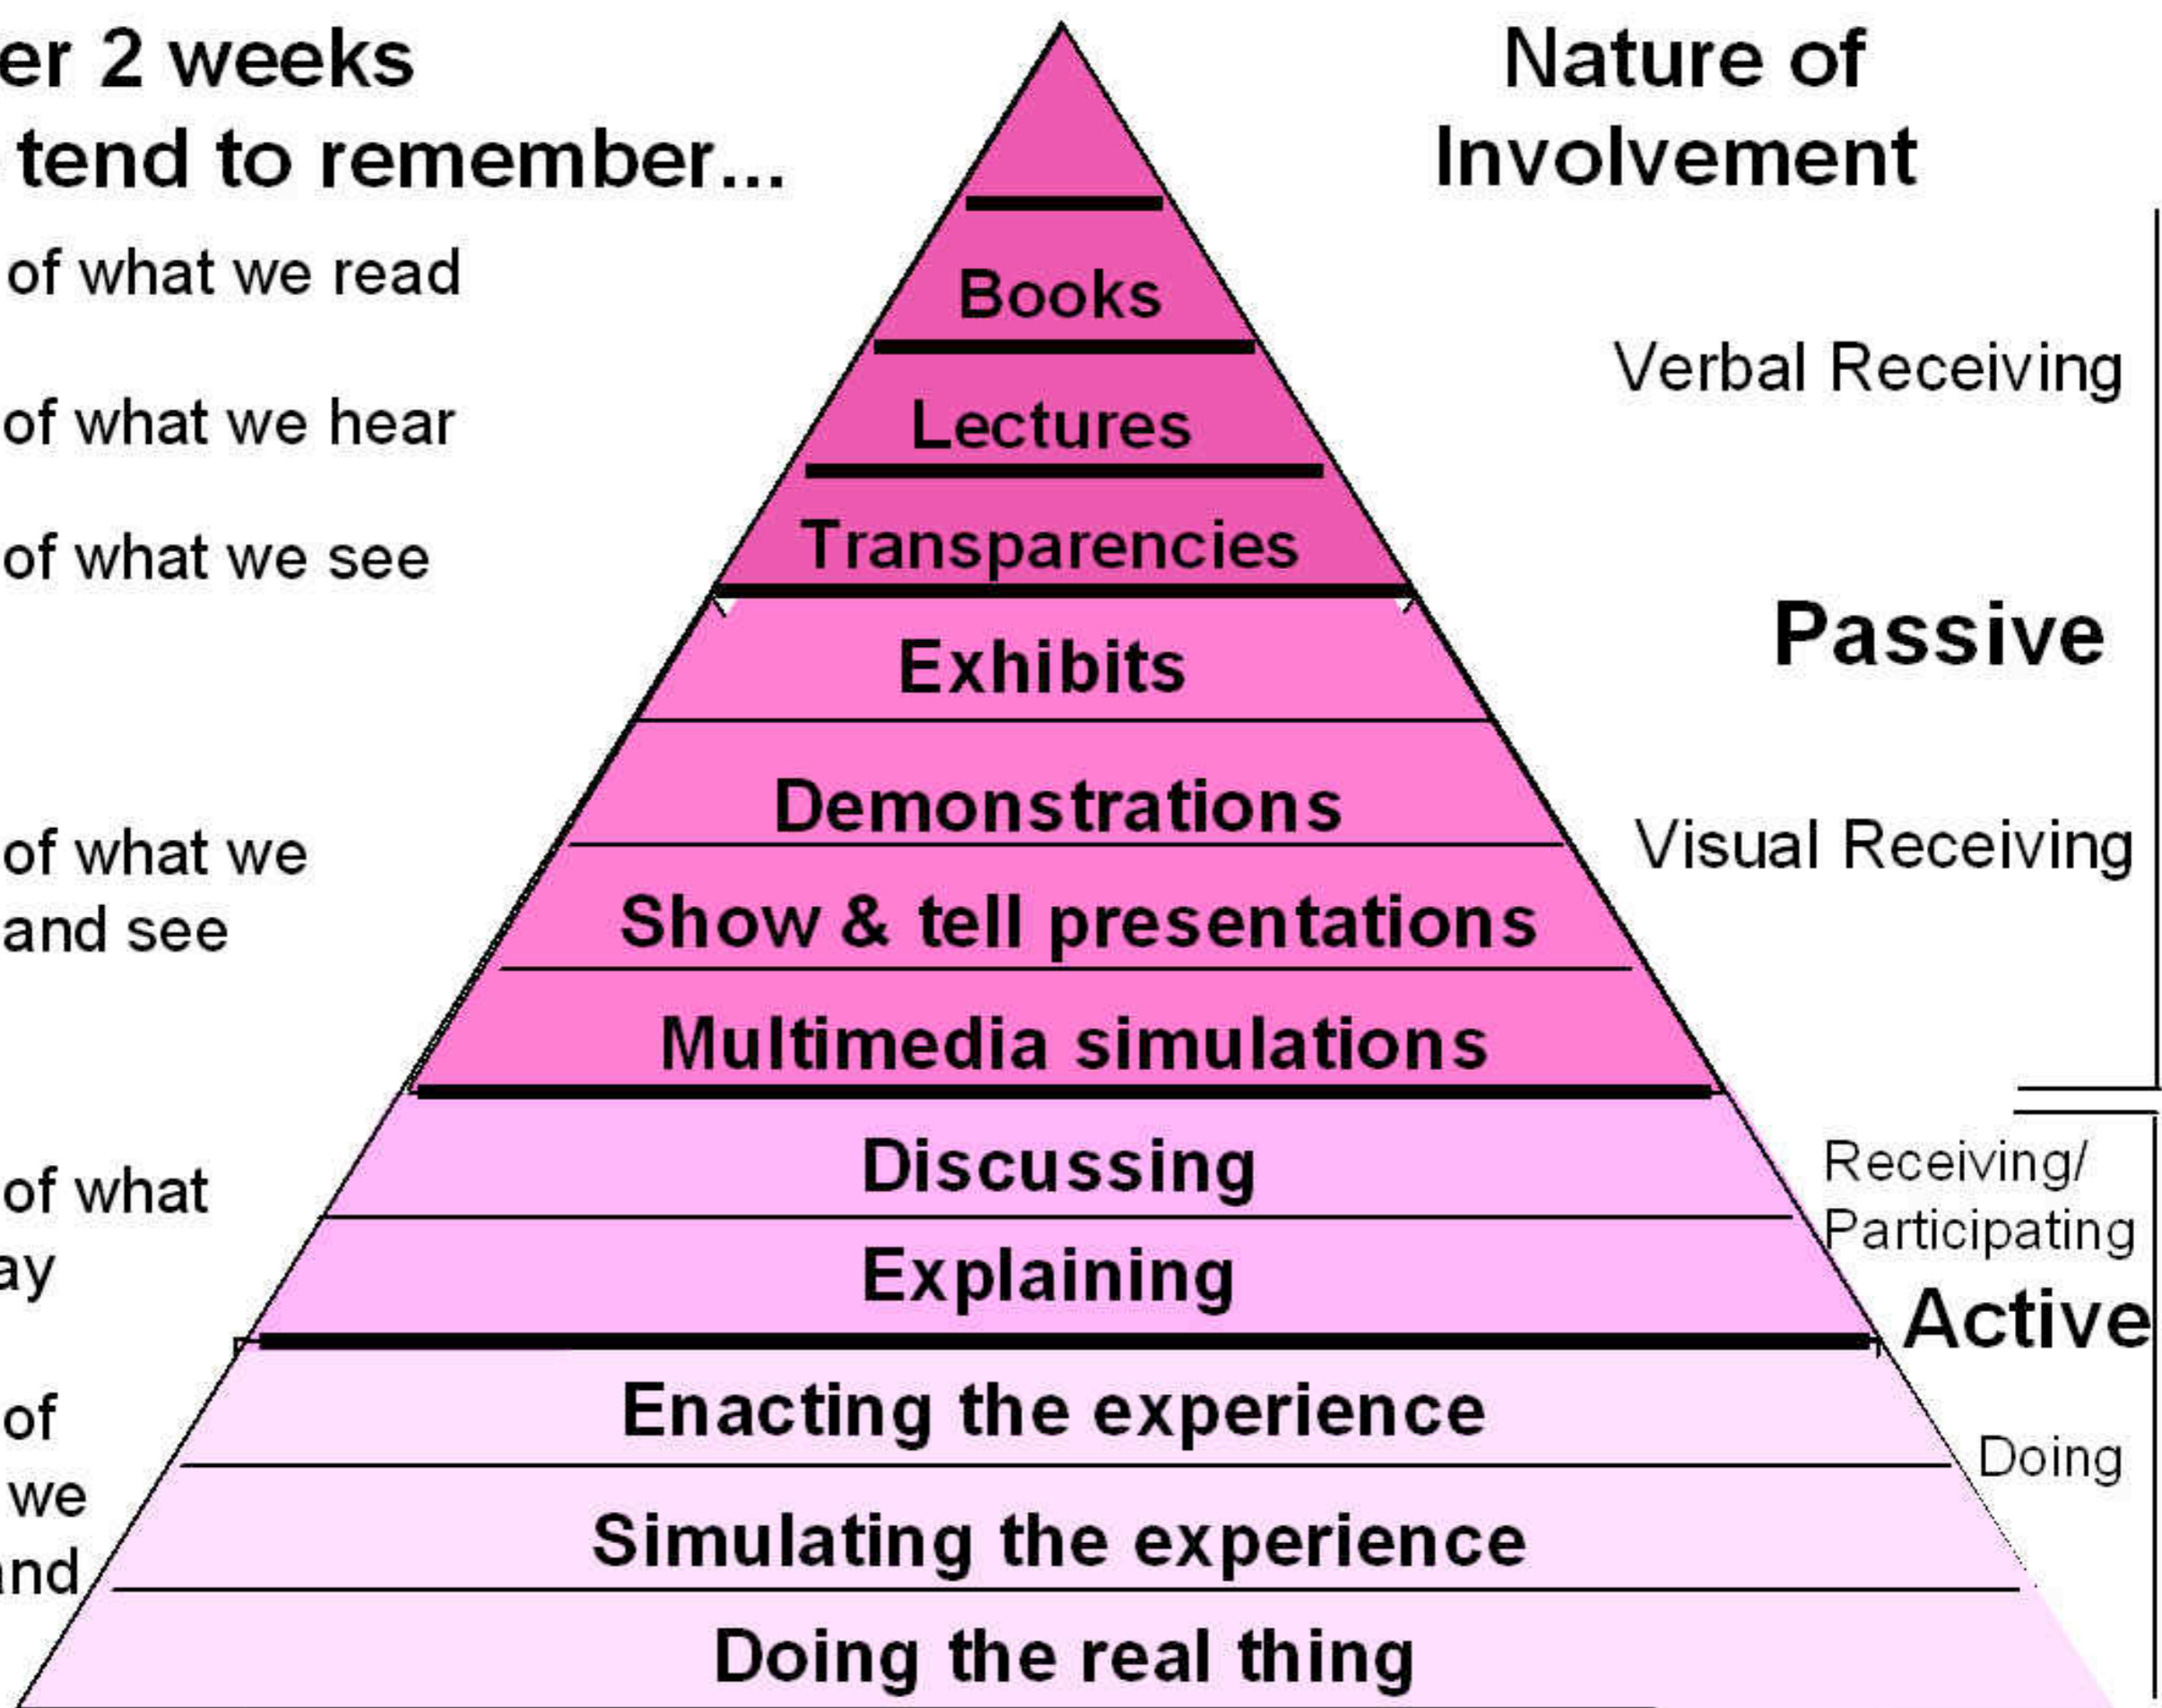 er 2 weeks
tend to remember...
Nature of
Involvement
of what we read
Books
Verbal Receiving
of what we hear
Lectures
of what we see
Transparencies
Passive
Exhibits
Demonstrations
Visual Receiving
of what we
and see
Show & tell presentations
Multimedia simulations
Discussing
Receiving/
Participating
of what
ay
Explaining
Active
Enacting the experience
of
we
Doing
Simulating the experience
nd
Doing the real thing